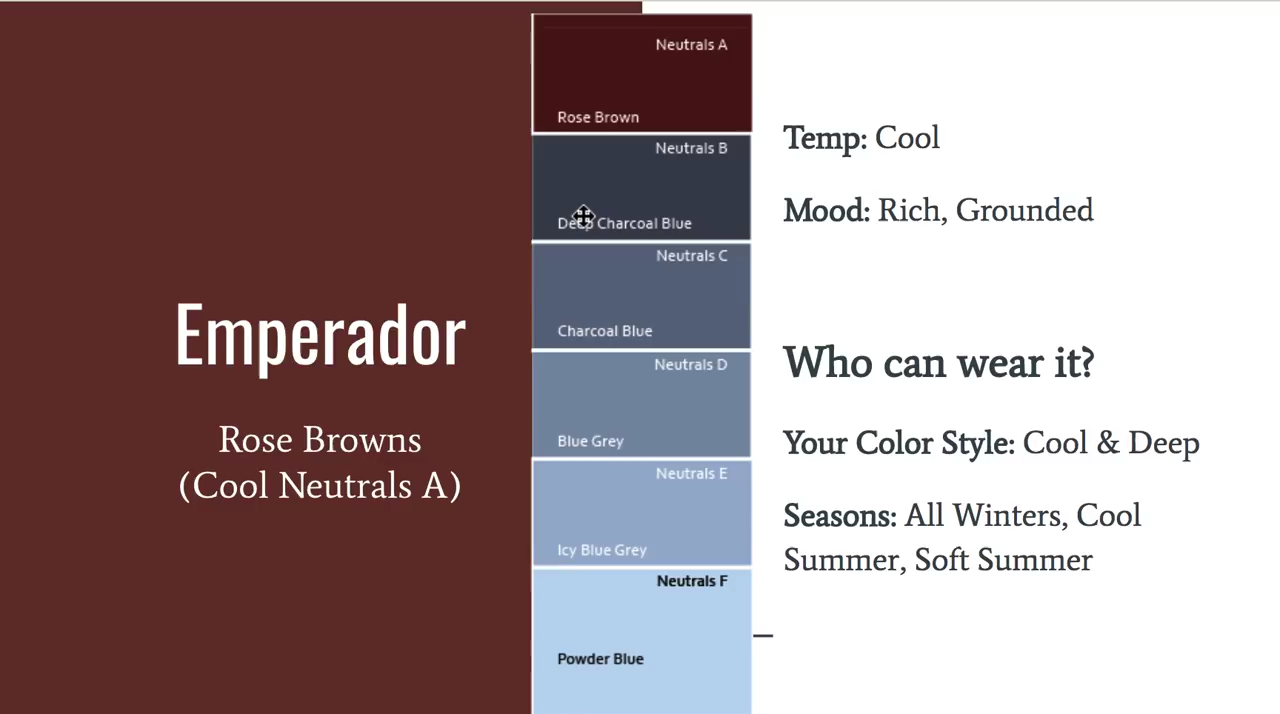 Emperador
Rose Browns
(Cool Neutrals A)
Neutrals A
Rose Brown
Neutrals B
Deep Charcoal Blue
Neutrals C
Charcoal Blue
Neutrals D
Blue Grey
Neutrals E
Icy Blue Grey
Neutrals F
Powder Blue
Temp: Cool
Mood: Rich, Grounded
Who can wear it?
Your Color Style: Cool & Deep
Seasons: All Winters, Cool
Summer, Soft Summer